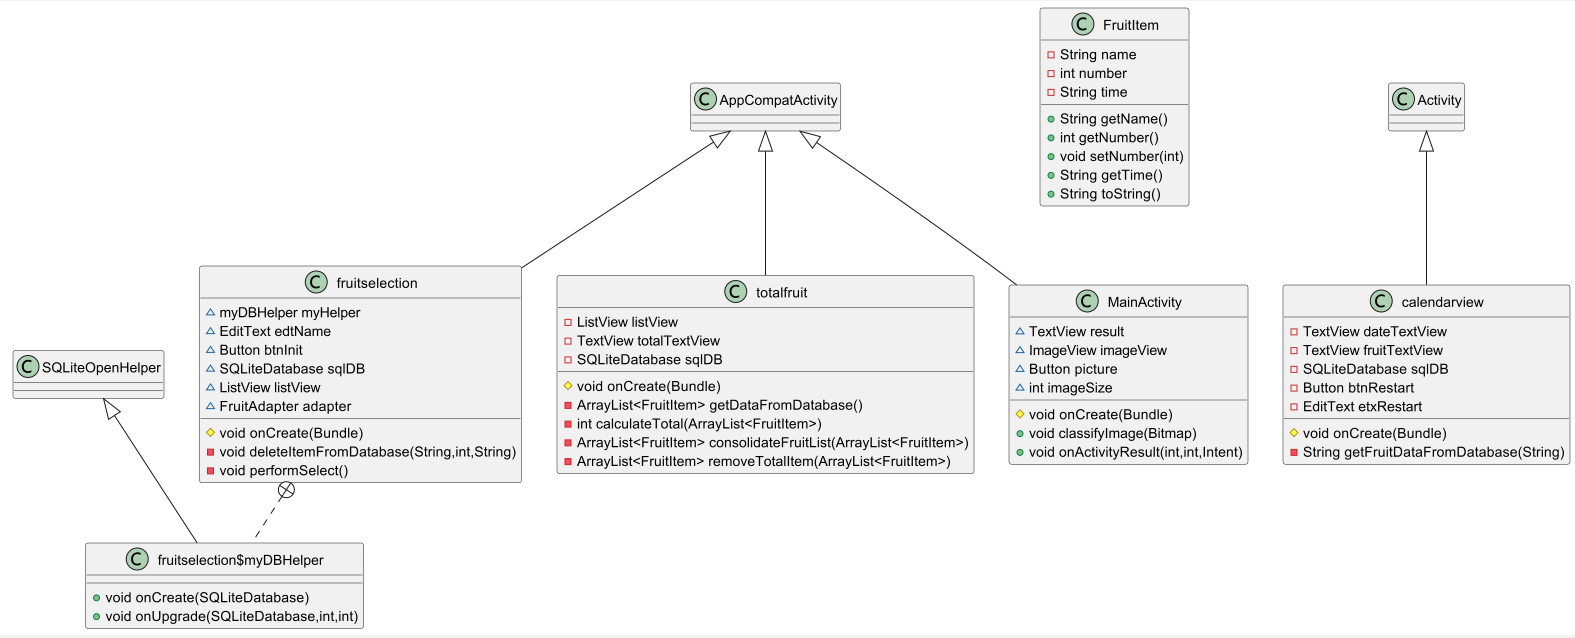 C FruitItem
String name
int number
String time
String getName()
int getNumber()
void setNumber(int)
String getTime()
String toString()
C AppCompatActivity
C Activity
C fruitselection
myDBHelper myHelper
EditText edtName
Button btnInit
SQLiteDatabase sqlDB
ListView listView
FruitAdapter adapter
void onCreate(Bundle)
void deleteItemFromDatabase(String,int,String)
void performSelect()
C totalfruit
ListView listView
TextView totalTextView
SQLiteDatabase sqlDB
void onCreate(Bundle)
ArrayList<FruitItem> getDataFromDatabase()
int calculateTotal(ArrayList<FruitItem>)
ArrayList<FruitItem> consolidateFruitList(ArrayList<FruitItem>)
ArrayList<FruitItem> removeTotalItem(ArrayList<FruitItem>)
C MainActivity
TextView result
ImageView imageView
Button picture
int imageSize
void onCreate(Bundle)
void classifyImage(Bitmap)
void onActivityResult(int,int,Intent)
C calendarview
TextView dateTextView
TextView fruitTextView
SQLiteDatabase sqlDB
Button btnRestart
EditText etxRestart
void onCreate(Bundle)
String getFruitDataFromDatabase(String)
C SQLiteOpenHelper
C fruitselection$myDBHelper
void onCreate(SQLiteDatabase)
void onUpgrade(SQLiteDatabase,int,int)